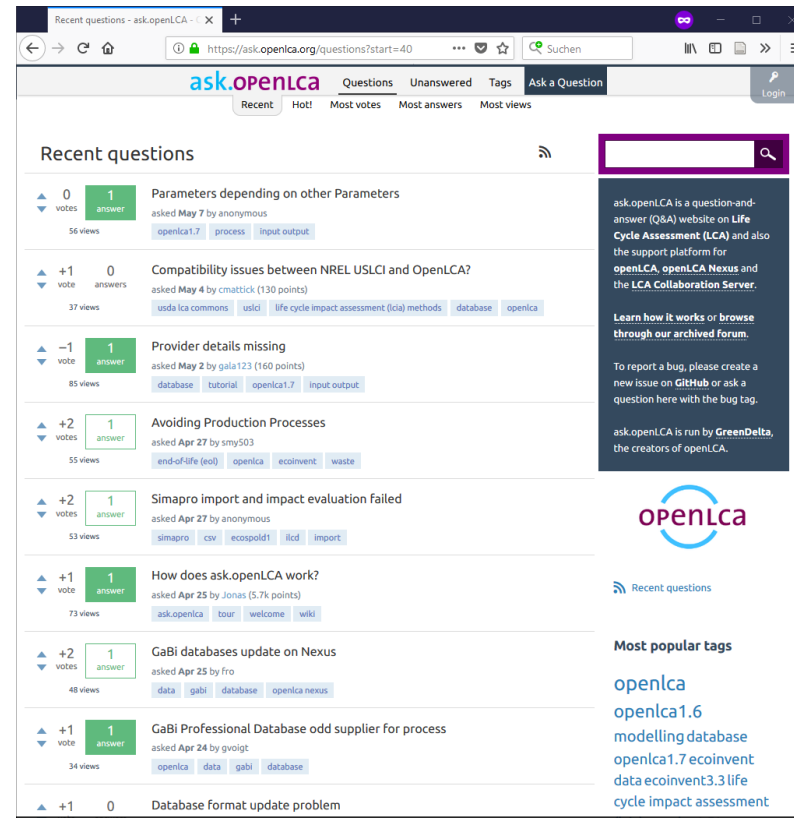 Recent questions - ask.openLCA -
https://ask.openlca.org/questions?start=40
Suchen
ask.openLca
Questions Unanswered Tags Ask a Question
Login
Recent Hot! Most votes Most answers Most views
Recent questions
0 votes
1 answer
56 views
Parameters depending on other Parameters
asked May 7 by anonymous
openlca1.7 process input output
+1 vote
0 answers
37 views
Compatibility issues between NREL USLCI and OpenLCA?
asked May 4 by cmattick (130 points)
usda lca commons uslci life cycle impact assessment (lcia) methods database openlca
−1 vote
1 answer
85 views
Provider details missing
asked May 2 by gala123 (160 points)
database tutorial openlca1.7 input output
+2 votes
1 answer
55 views
Avoiding Production Processes
asked Apr 27 by smy503
end-of-life (eol) openlca ecoinvent waste
+2 votes
1 answer
53 views
Simapro import and impact evaluation failed
asked Apr 27 by anonymous
simapro csv ecospold1 ilcd import
+1 vote
1 answer
73 views
How does ask.openLCA work?
asked Apr 25 by Jonas (5.7k points)
ask.openlca tour welcome wiki
+2 votes
1 answer
48 views
GaBi databases update on Nexus
asked Apr 25 by fro
data gabi database openlca nexus
+1 vote
1 answer
34 views
GaBi Professional Database odd supplier for process
asked Apr 24 by gvoigt
openlca data gabi database
+1
0
Database format update problem
ask.openLCA is a question-and-
answer (Q&A) website on Life
Cycle Assessment (LCA) and also
the support platform for
openLCA, openLCA Nexus and
the LCA Collaboration Server.
Learn how it works or browse
through our archived forum.
To report a bug, please create a
new issue on GitHub or ask a
question here with the bug tag.
ask.openLCA is run by GreenDelta,
the creators of openLCA.
openLca
Recent questions
Most popular tags
openlca
openlca1.6
modelling database
openlca1.7 ecoinvent
data ecoinvent3.3 life
cycle impact assessment